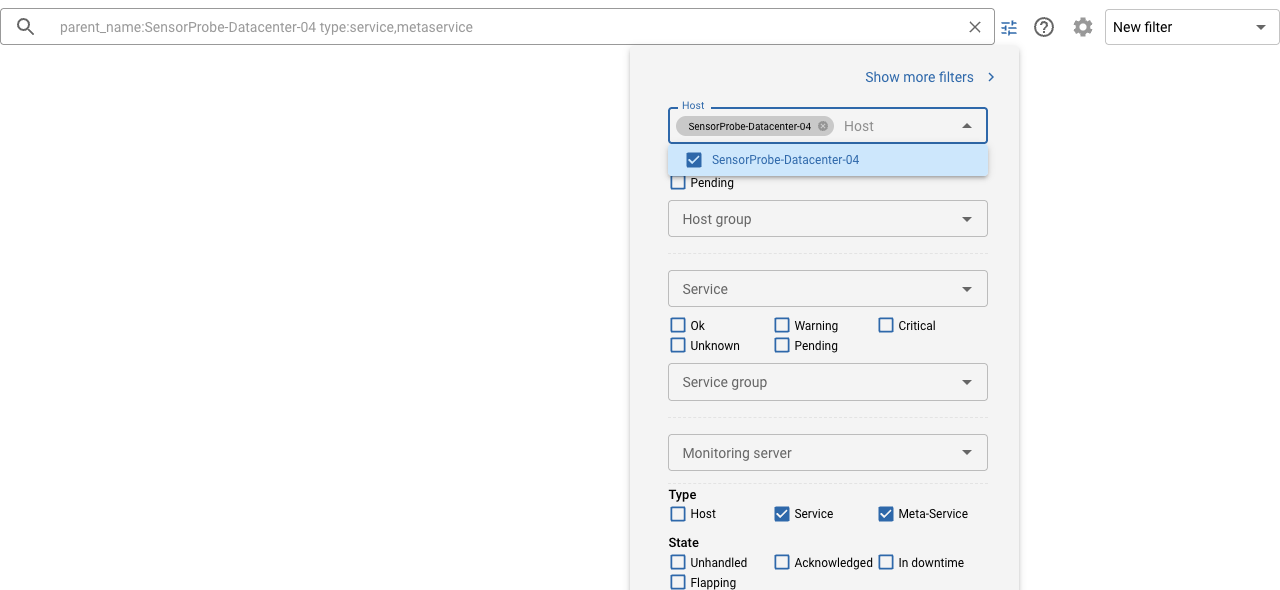 parent_name:SensorProbe-Datacenter-04 type:service,metaservice
New filter
Show more filters
Host
SensorProbe-Datacenter-04 Host
SensorProbe-Datacenter-04
Pending
Host group
Service
Ok Warning Critical
Unknown Pending
Service group
Monitoring server
Type
Host Service Meta-Service
State
Unhandled Acknowledged In downtime
Flapping